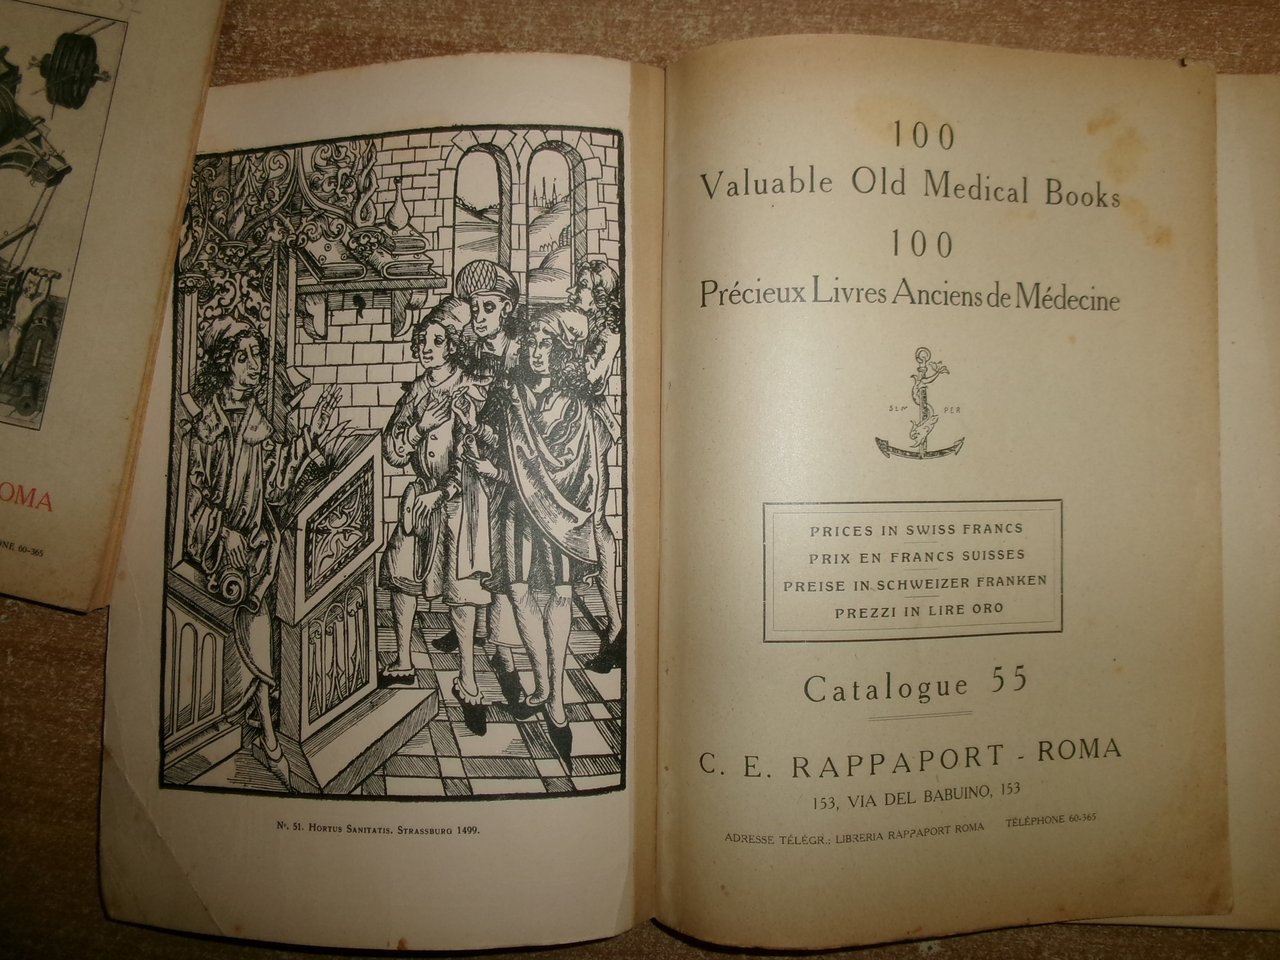 OMA
NE 60-365
Nº. 51. HORTUS SANITATIS. STRASSBURG 1499.
100
Valuable Old Medical Books
100
Précieux Livres Anciens de Médecine
SEM PER
PRICES IN SWISS FRANCS
PRIX EN FRANCS SUISSES
PREISE IN SCHWEIZER FRANKEN
PREZZI IN LIRE ORO
Catalogue 55
C. E. RAPPAPORT - ROMA
153, VIA DEL BABUINO, 153
ADRESSE TÉLÉGR.: LIBRERIA RAPPAPORT ROMA TÉLÉPHONE 60-365